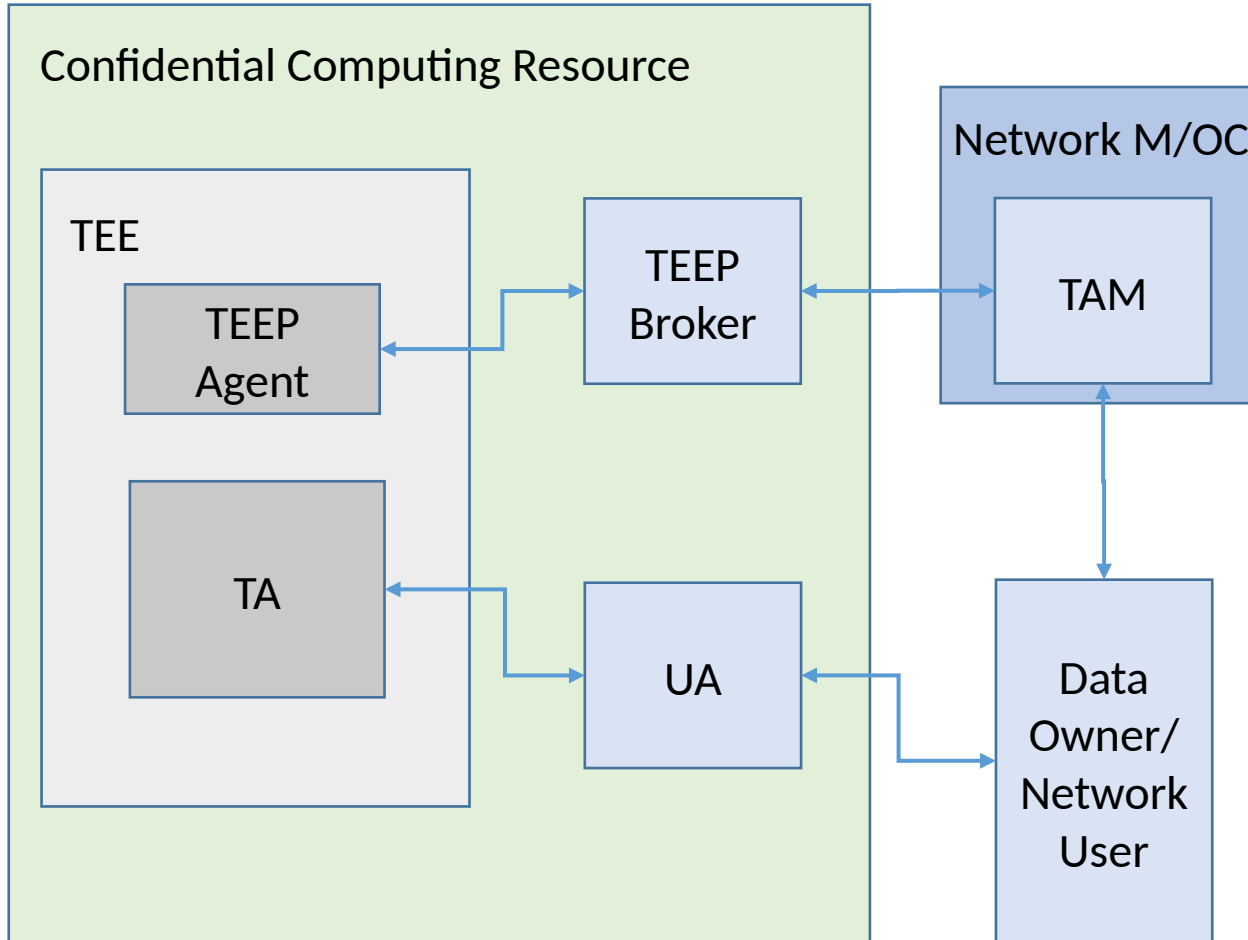 Confidential Computing Resource
Network M/OC
TEE
TEEP
Broker
TAM
TEEP
Agent
TA
UA
Data
Owner/
Network
User